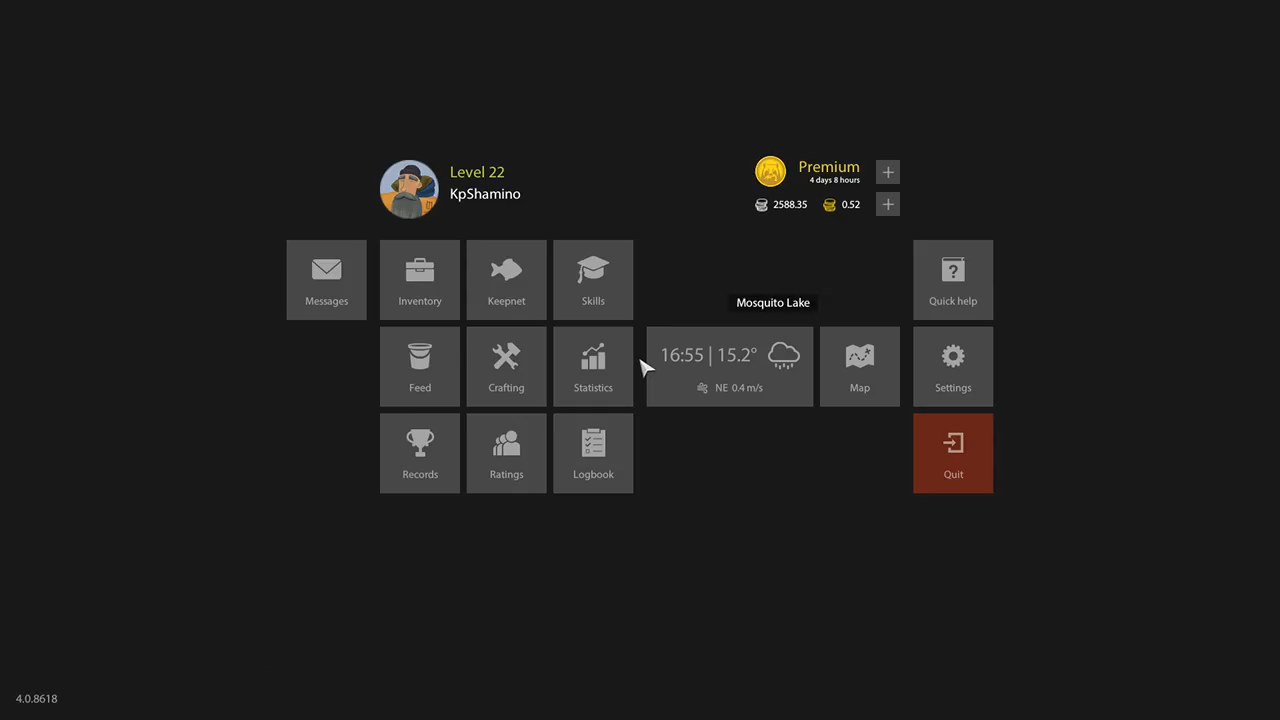 Level 22
KpShamino
Premium
4 days 8 hours
2588.35 0.52
Messages
Inventory
Keepnet
Skills
Mosquito Lake
Quick help
Feed
Crafting
Statistics
16:55 | 15.2°
NE 0.4 m/s
Map
Settings
Records
Ratings
Logbook
Quit
4.0.8618